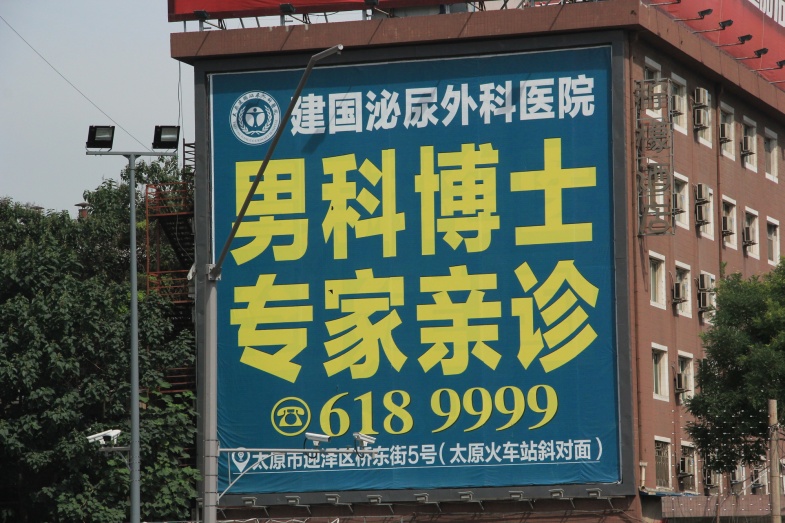 建国泌尿外科医院
男科博士
专家亲诊
618 9999
太原市迎泽区桥东街5号(太原火车站斜对面)